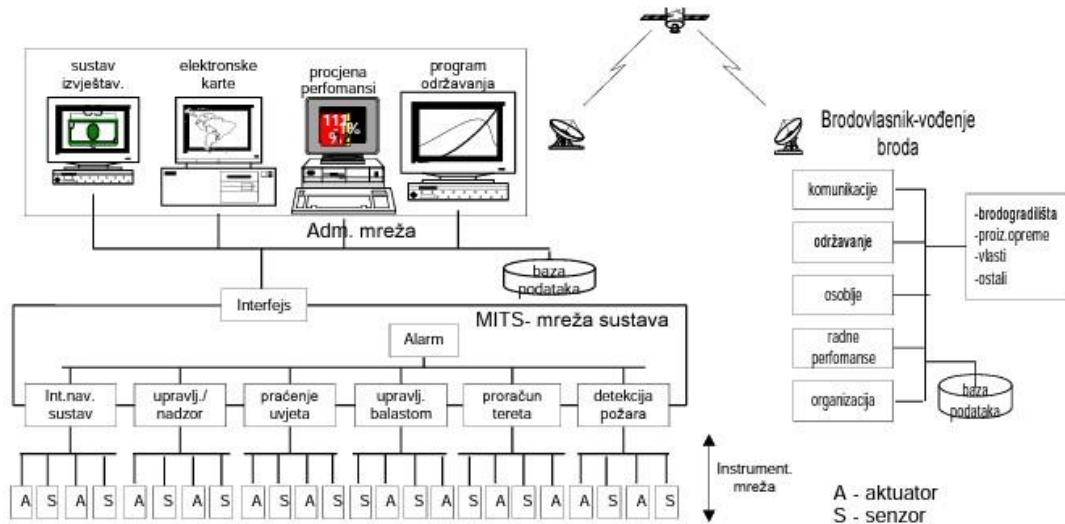 sustav
izvještav.
elektronske
karte
procjena
perfomansi
program
održavanja
Adm. mreža
baza
podataka
Interfejs
MITS- mreža sustava
Alarm
Int.nav.
sustav
upravlj./
nadzor
praćenje
uvjeta
upravlj.
balastom
proračun
tereta
detekcija
požara
A S A S A S A S A S A S A S A S A S A S A S A S
Instrument.
mreža
Brodovlasnik-vođenje
broda
komunikacije
održavanje
osoblje
radne
perfomanse
organizacija
-brodogradilišta
-proiz.opreme
-vlasti
-ostali
baza
podataka
A - aktuator
S - senzor